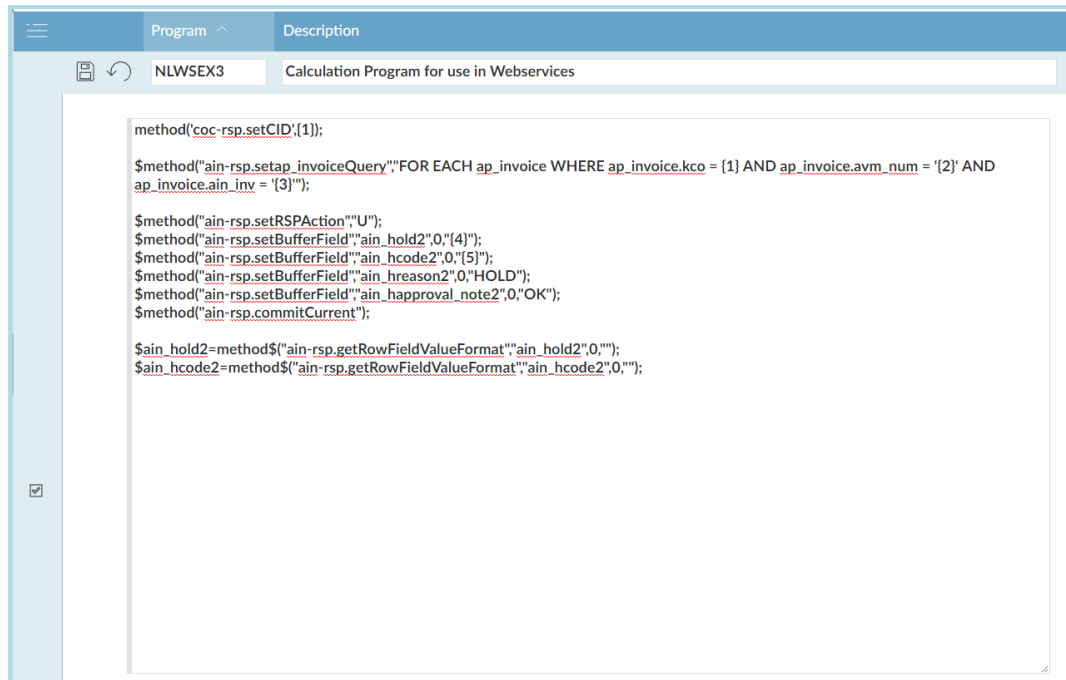 Program
Description
NLWSEX3
Calculation Program for use in Webservices
method('coc-rsp.setCID',{1});
$method("ain-rsp.setap_invoiceQuery","FOR EACH ap_invoice WHERE ap_invoice.kco = {1} AND ap_invoice.avm_num = '{2}' AND
ap_invoice.ain_inv = '{3}'");
$method("ain-rsp.setRSPAction","U");
$method("ain-rsp.setBufferField","ain_hold2",0,"{4}");
$method("ain-rsp.setBufferField","ain_hcode2",0,"{5}");
$method("ain-rsp.setBufferField","ain_hreason2",0,"HOLD");
$method("ain-rsp.setBufferField","ain_happroval_note2",0,"OK");
$method("ain-rsp.commitCurrent");
$ain_hold2=method$("ain-rsp.getRowFieldValueFormat","ain_hold2",0,"");
$ain_hcode2=method$("ain-rsp.getRowFieldValueFormat","ain_hcode2",0,"");